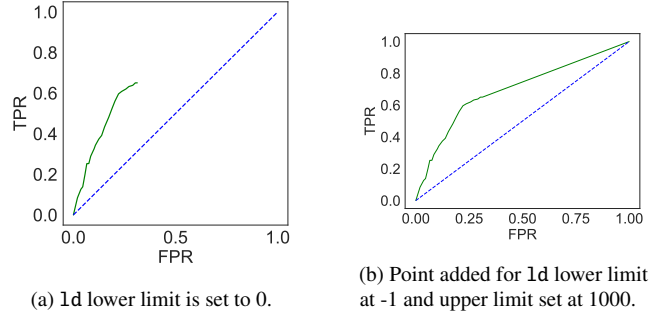 1.0
0.8
0.6
0.4
0.2
0.0
TPR
0.0 0.5 1.0
FPR
(a) ld lower limit is set to 0.
1.0
0.8
0.6
0.4
0.2
0.0
TPR
0.00 0.25 0.50 0.75 1.00
FPR
(b) Point added for ld lower limit
at -1 and upper limit set at 1000.